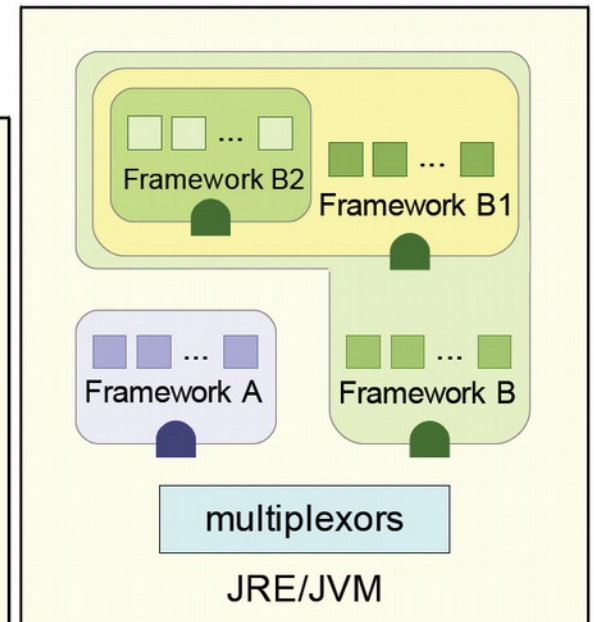 ...
Framework B2
...
Framework B1
...
Framework A
...
Framework B
multiplexors
JRE/JVM